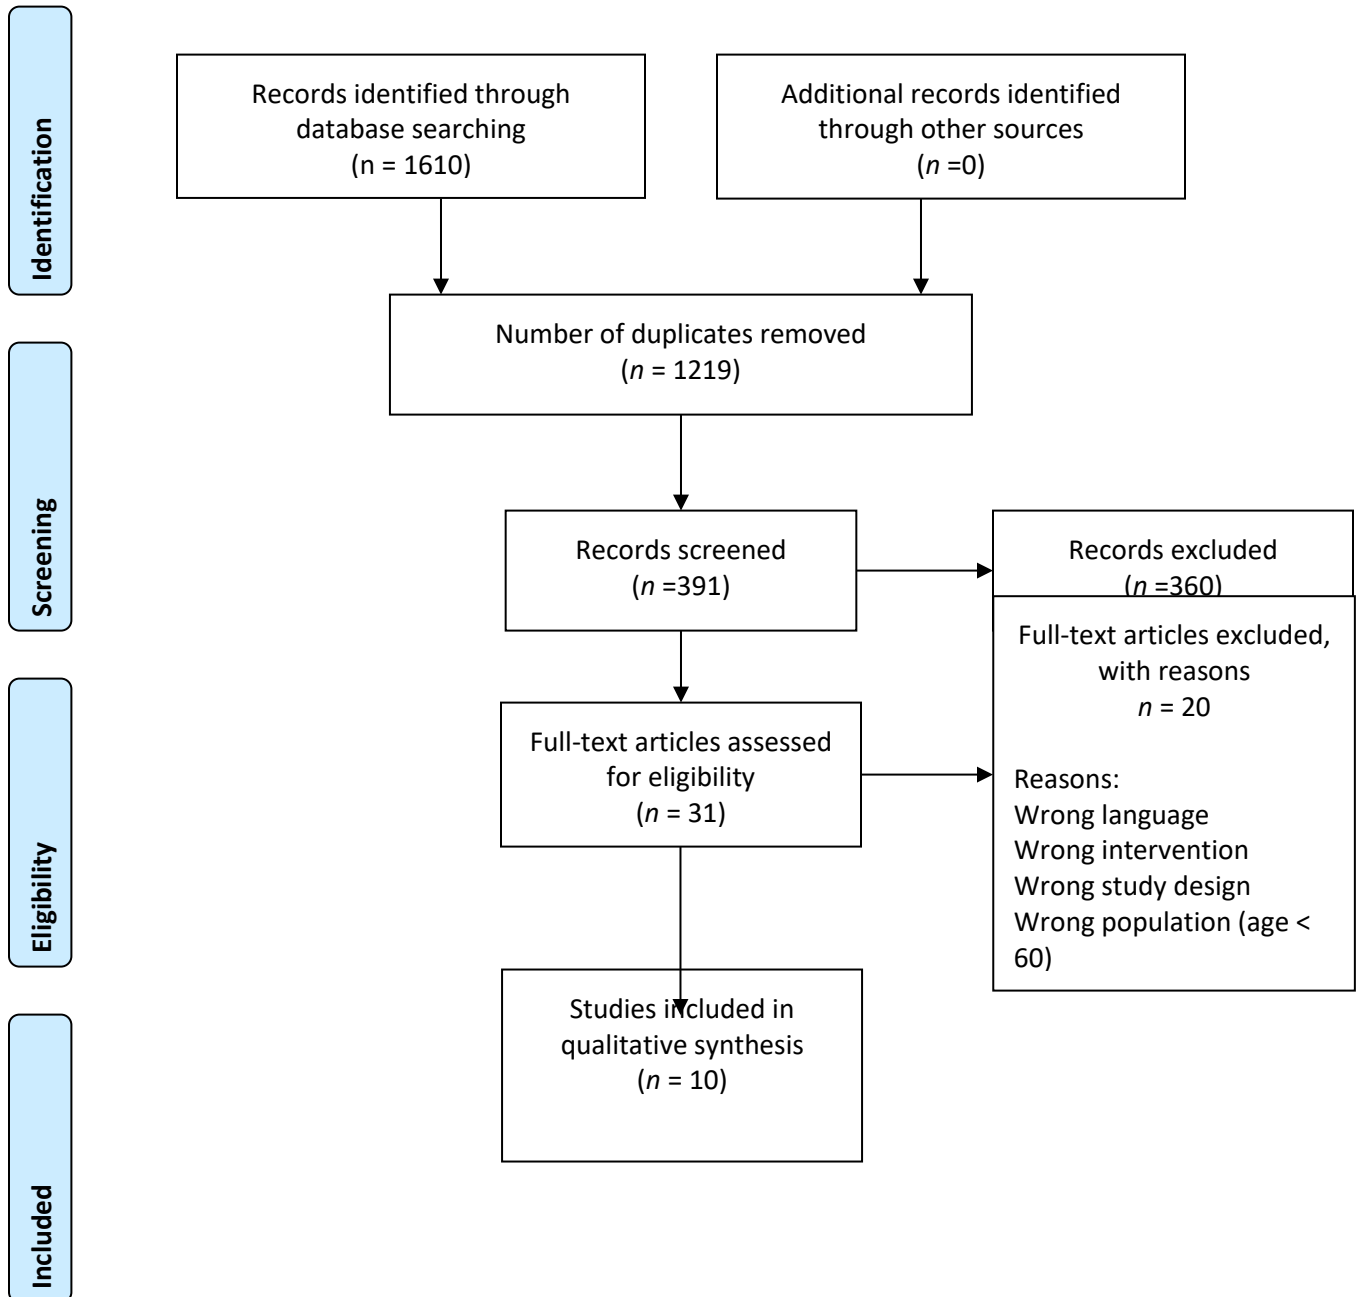 Identification
Records identified through
database searching
(n = 1610)
Additional records identified
through other sources
(n =0)
Number of duplicates removed
(n = 1219)
Screening
Records screened
(n =391)
Records excluded
(n =360)
Full-text articles excluded,
with reasons
n = 20
Reasons:
Wrong language
Wrong intervention
Wrong study design
Wrong population (age <
60)
Eligibility
Full-text articles assessed
for eligibility
(n = 31)
Included
Studies included in
qualitative synthesis
(n = 10)